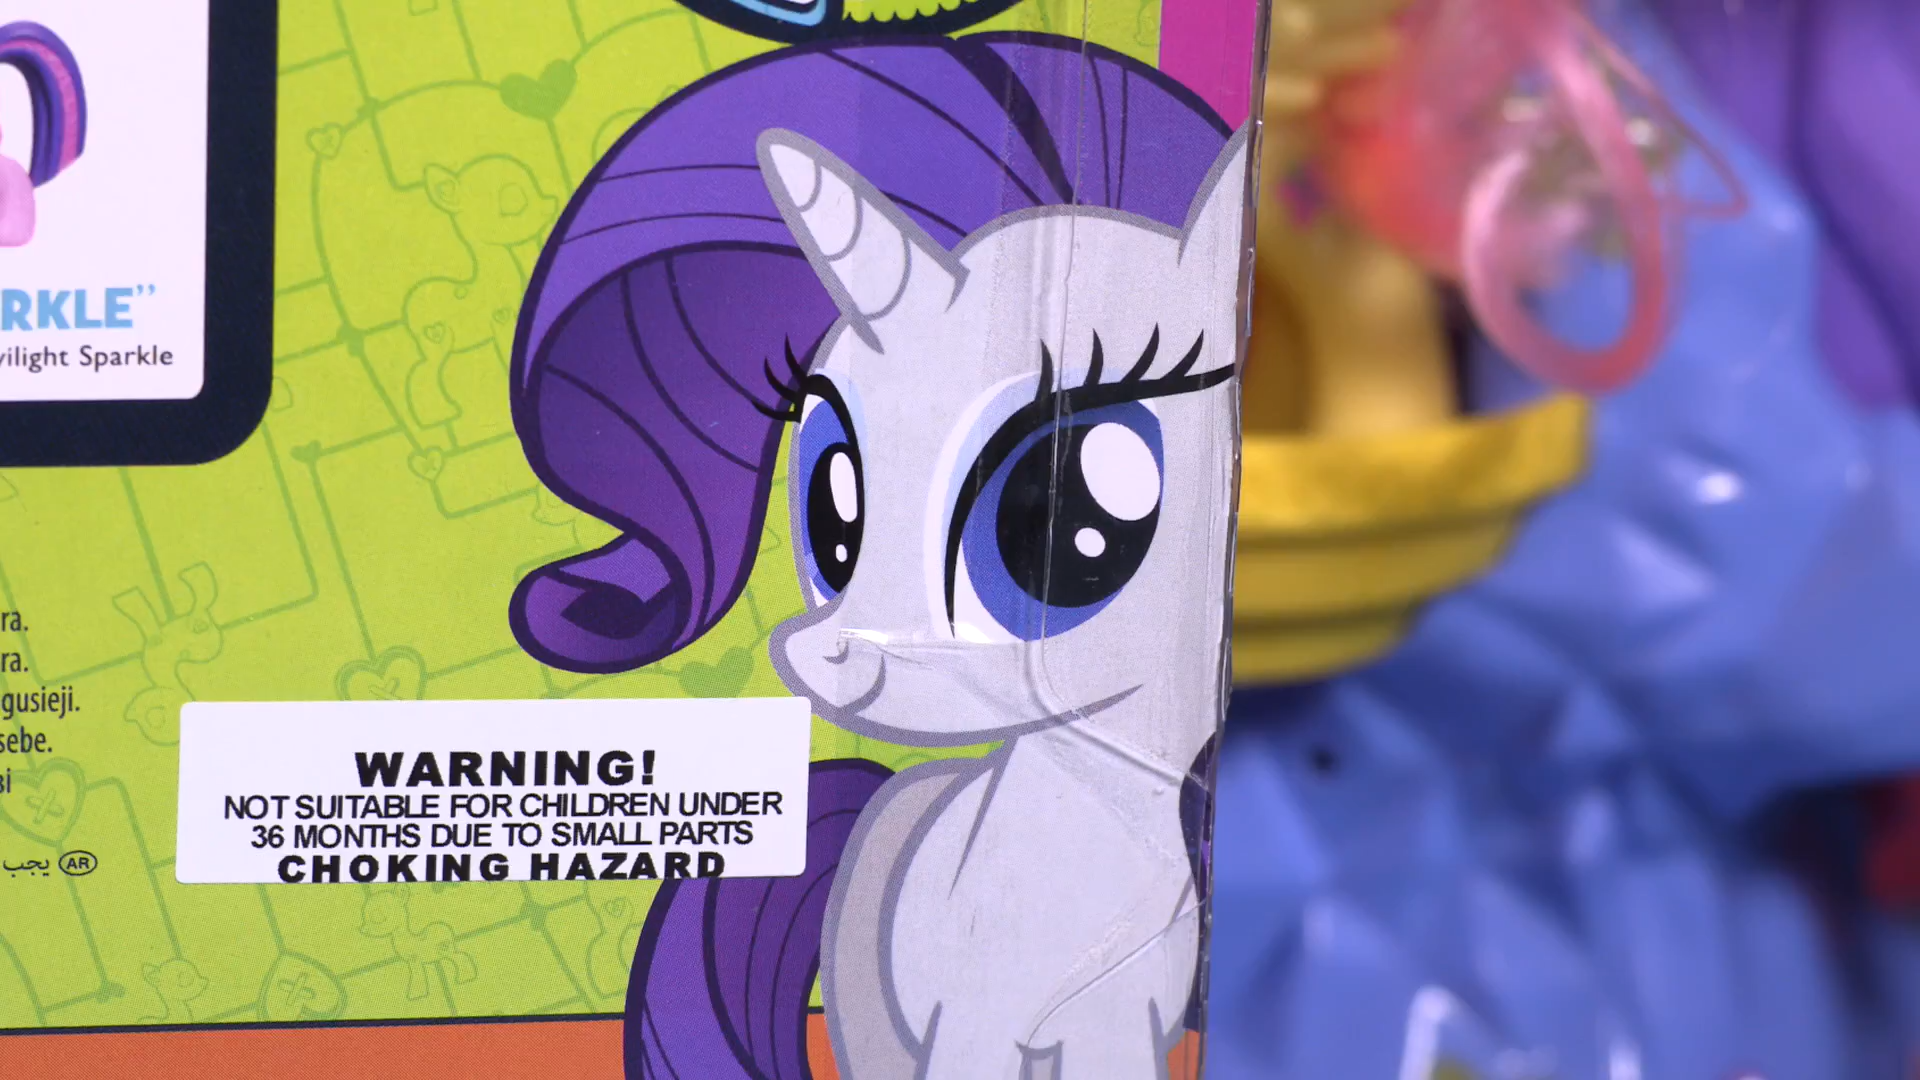 RKLE”
wilight Sparkle
ra.
ra.
gusieji.
sebe.
WARNING!
NOT SUITABLE FOR CHILDREN UNDER
36 MONTHS DUE TO SMALL PARTS
CHOKING HAZARD
يجب AR